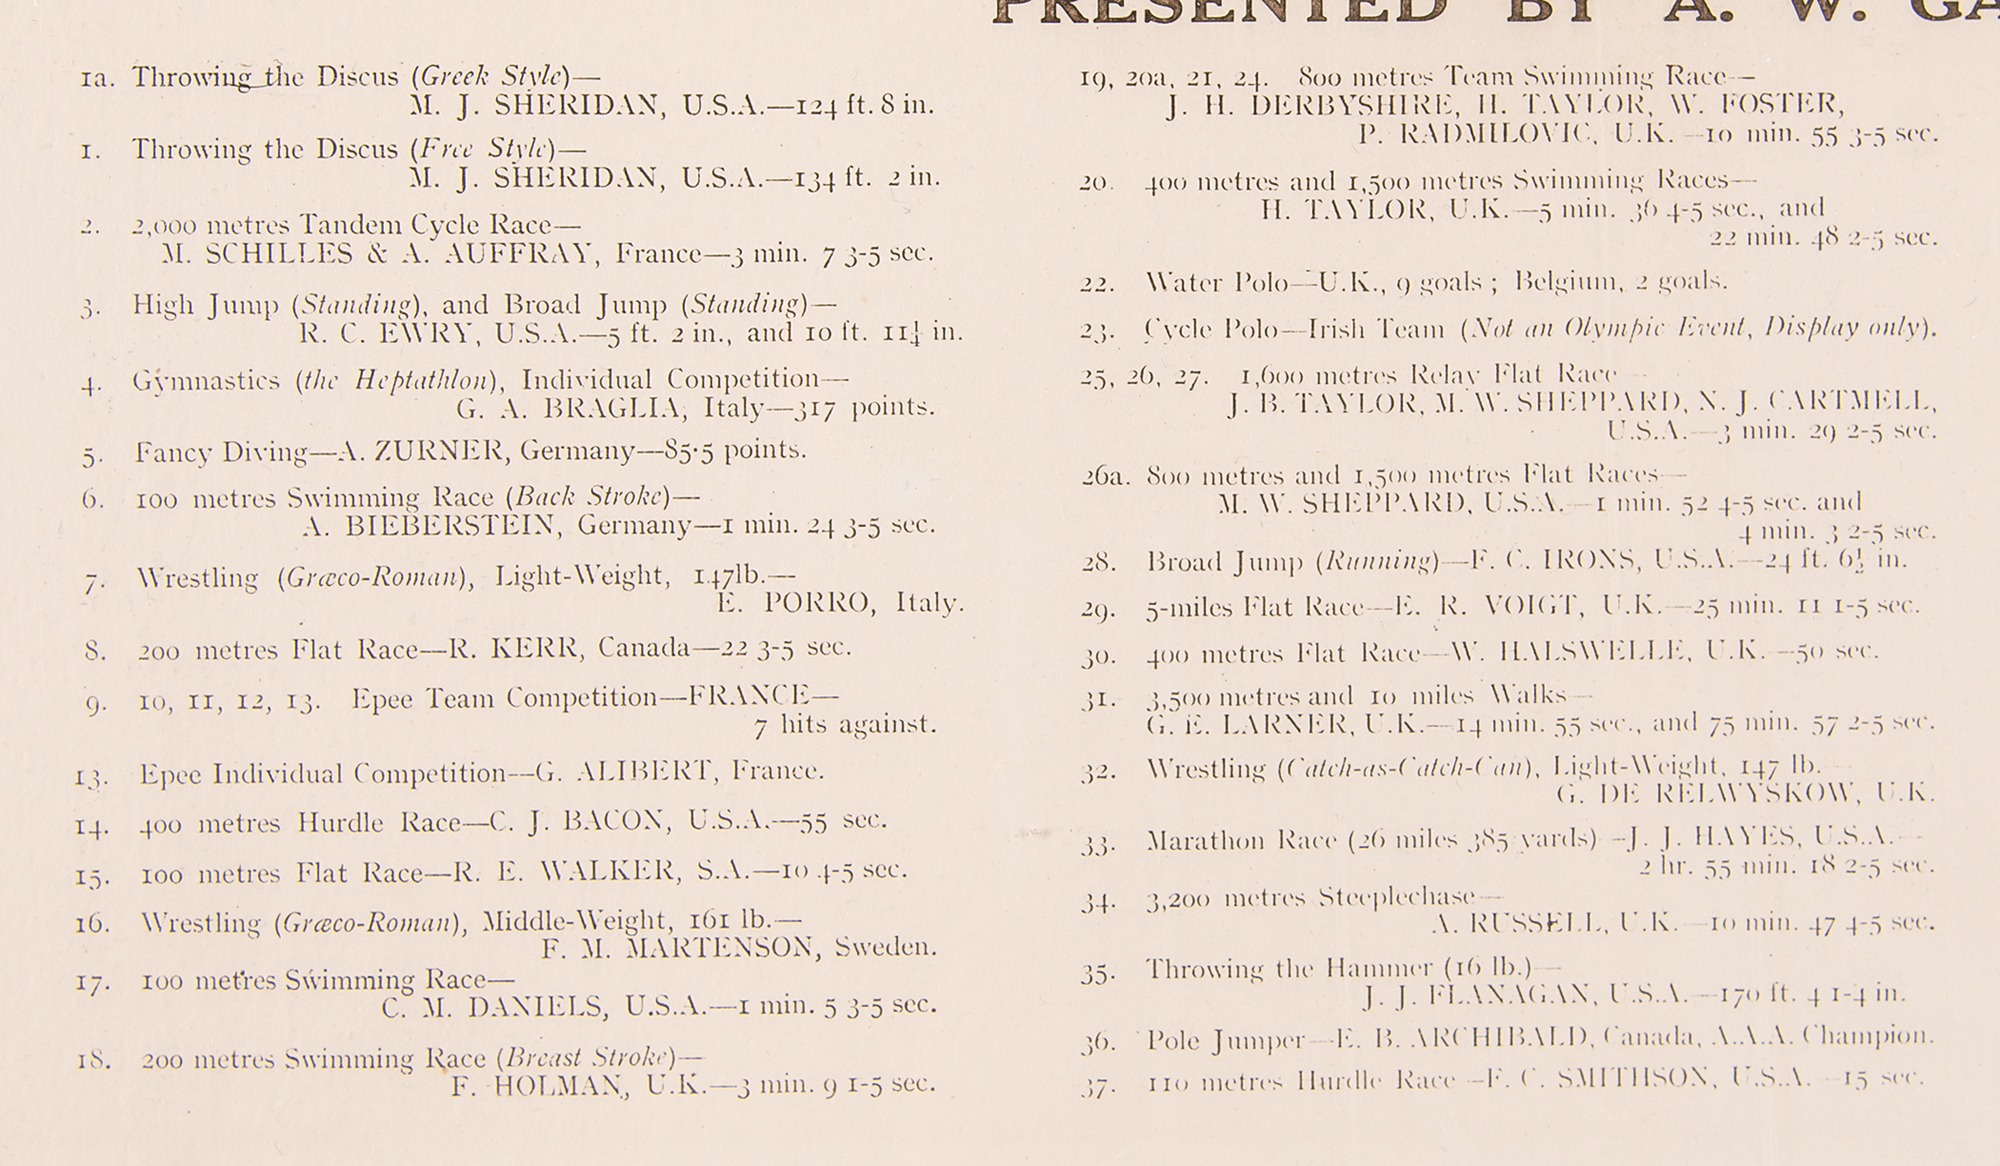 PRESENTED BY A. W. GA
1a. Throwing the Discus (Greek Style)—
M. J. SHERIDAN, U.S.A.—124 ft. 8 in.
1. Throwing the Discus (Free Style)—
M. J. SHERIDAN, U.S.A.—134 ft. 2 in.
2. 2,000 metres Tandem Cycle Race—
M. SCHILLES & A. AUFFRAY, France—3 min. 7 3-5 sec.
3. High Jump (Standing), and Broad Jump (Standing)—
R. C. EWRY, U.S.A.—5 ft. 2 in., and 10 ft. 11¼ in.
4. Gymnastics (the Heptathlon), Individual Competition—
G. A. BRAGLIA, Italy—317 points.
5. Fancy Diving—A. ZURNER, Germany—85·5 points.
6. 100 metres Swimming Race (Back Stroke)—
A. BIEBERSTEIN, Germany—1 min. 24 3-5 sec.
7. Wrestling (Græco-Roman), Light-Weight, 147lb.—
E. PORRO, Italy.
8. 200 metres Flat Race—R. KERR, Canada—22 3-5 sec.
9. 10, 11, 12, 13. Epee Team Competition—FRANCE—
7 hits against.
13. Epee Individual Competition—G. ALIBERT, France.
14. 400 metres Hurdle Race—C. J. BACON, U.S.A.—55 sec.
15. 100 metres Flat Race—R. E. WALKER, S.A.—10 4-5 sec.
16. Wrestling (Græco-Roman), Middle-Weight, 161 lb.—
F. M. MARTENSON, Sweden.
17. 100 metres Swimming Race—
C. M. DANIELS, U.S.A.—1 min. 5 3-5 sec.
18. 200 metres Swimming Race (Breast Stroke)—
F. HOLMAN, U.K.—3 min. 9 1-5 sec.
19, 20a, 21, 24. 800 metres Team Swimming Race—
J. H. DERBYSHIRE, H. TAYLOR, W. FOSTER,
P. RADMILOVIC, U.K.—10 min. 55 3-5 sec.
20. 400 metres and 1,500 metres Swimming Races—
H. TAYLOR, U.K.—5 min. 36 4-5 sec., and
22 min. 48 2-5 sec.
22. Water Polo—U.K., 9 goals ; Belgium, 2 goals.
23. Cycle Polo—Irish Team (Not an Olympic Event, Display only).
25, 26, 27. 1,600 metres Relay Flat Race—
J. B. TAYLOR, M. W. SHEPPARD, N. J. CARTMELL,
U.S.A.—3 min. 29 2-5 sec.
26a. 800 metres and 1,500 metres Flat Races—
M. W. SHEPPARD, U.S.A.—1 min. 52 4-5 sec. and
4 min. 3 2-5 sec.
28. Broad Jump (Running)—F. C. IRONS, U.S.A.—24 ft. 6½ in.
29. 5-miles Flat Race—E. R. VOIGT, U.K.—25 min. 11 1-5 sec.
30. 400 metres Flat Race—W. HALSWELLE, U.K.—50 sec.
31. 3,500 metres and 10 miles Walks—
G. E. LARNER, U.K.—14 min. 55 sec., and 75 min. 57 2-5 sec.
32. Wrestling (Catch-as-Catch-Can), Light-Weight, 147 lb.—
G. DE RELWYSKOW, U.K.
33. Marathon Race (26 miles 385 yards)—J. J. HAYES, U.S.A.—
2 hr. 55 min. 18 2-5 sec.
34. 3,200 metres Steeplechase—
A. RUSSELL, U.K.—10 min. 47 4-5 sec.
35. Throwing the Hammer (16 lb.)—
J. J. FLANAGAN, U.S.A.—170 ft. 4 1-4 in.
36. Pole Jumper—E. B. ARCHIBALD, Canada, A.A.A. Champion.
37. 110 metres Hurdle Race—F. C. SMITHSON, U.S.A.—15 sec.